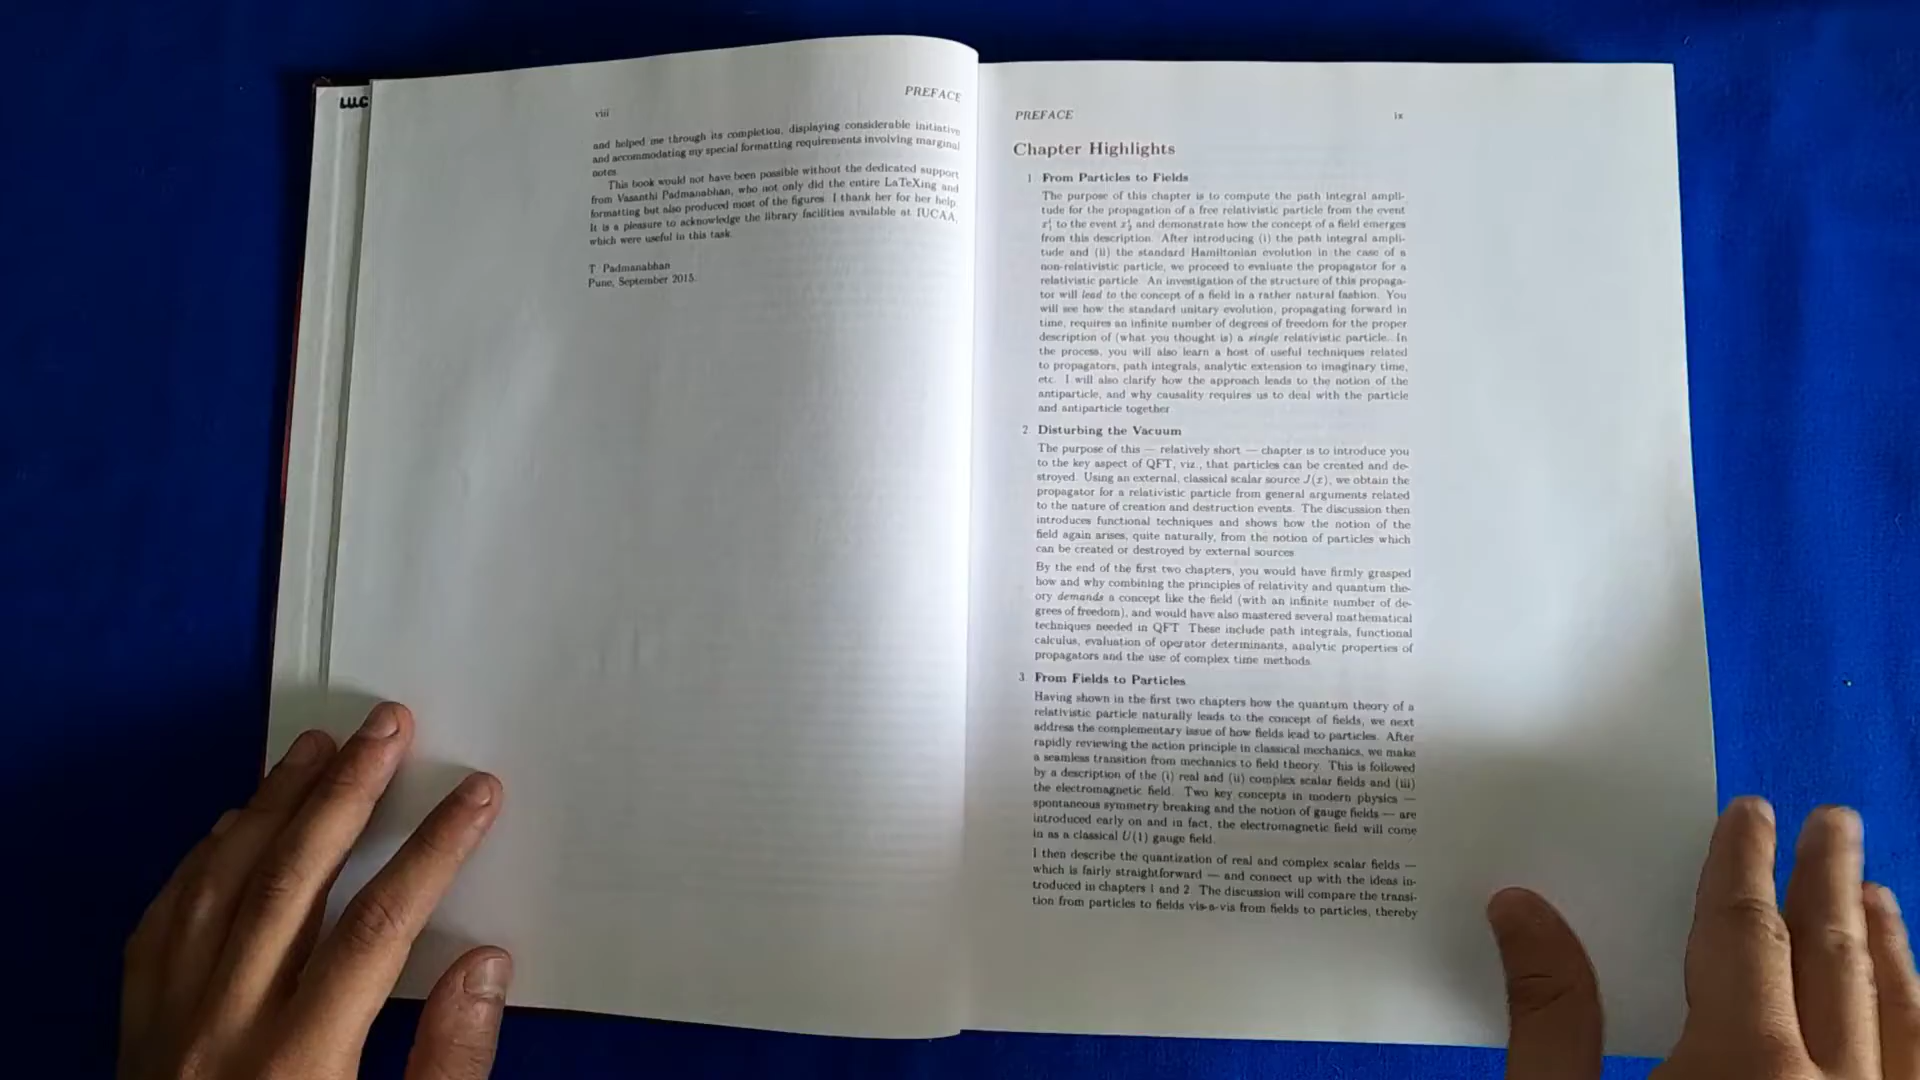 LUC
viii
PREFACE
and helped me through its completion, displaying considerable initiative
and accommodating my special formatting requirements involving marginal
notes.
This book would not have been possible without the dedicated support
from Vasanthi Padmanabhan, who not only did the entire LaTeXing and
formatting but also produced most of the figures. I thank her for her help.
It is a pleasure to acknowledge the library facilities available at IUCAA,
which were useful in this task.
T. Padmanabhan
Pune, September 2015.
PREFACE
ix
Chapter Highlights
1. From Particles to Fields
The purpose of this chapter is to compute the path integral ampli-
tude for the propagation of a free relativistic particle from the event
x₁ⁱ to the event x₂ⁱ and demonstrate how the concept of a field emerges
from this description. After introducing (i) the path integral ampli-
tude and (ii) the standard Hamiltonian evolution in the case of a
non-relativistic particle, we proceed to evaluate the propagator for a
relativistic particle. An investigation of the structure of this propaga-
tor will lead to the concept of a field in a rather natural fashion. You
will see how the standard unitary evolution, propagating forward in
time, requires an infinite number of degrees of freedom for the proper
description of (what you thought is) a single relativistic particle. In
the process, you will also learn a host of useful techniques related
to propagators, path integrals, analytic extension to imaginary time,
etc. I will also clarify how the approach leads to the notion of the
antiparticle, and why causality requires us to deal with the particle
and antiparticle together.
2. Disturbing the Vacuum
The purpose of this — relatively short — chapter is to introduce you
to the key aspect of QFT, viz., that particles can be created and de-
stroyed. Using an external, classical scalar source J(x), we obtain the
propagator for a relativistic particle from general arguments related
to the nature of creation and destruction events. The discussion then
introduces functional techniques and shows how the notion of the
field again arises, quite naturally, from the notion of particles which
can be created or destroyed by external sources.
By the end of the first two chapters, you would have firmly grasped
how and why combining the principles of relativity and quantum the-
ory demands a concept like the field (with an infinite number of de-
grees of freedom), and would have also mastered several mathematical
techniques needed in QFT. These include path integrals, functional
calculus, evaluation of operator determinants, analytic properties of
propagators and the use of complex time methods.
3. From Fields to Particles
Having shown in the first two chapters how the quantum theory of a
relativistic particle naturally leads to the concept of fields, we next
address the complementary issue of how fields lead to particles. After
rapidly reviewing the action principle in classical mechanics, we make
a seamless transition from mechanics to field theory. This is followed
by a description of the (i) real and (ii) complex scalar fields and (iii)
the electromagnetic field. Two key concepts in modern physics —
spontaneous symmetry breaking and the notion of gauge fields — are
introduced early on and in fact, the electromagnetic field will come
in as a classical U(1) gauge field.
I then describe the quantization of real and complex scalar fields —
which is fairly straightforward — and connect up with the ideas in-
troduced in chapters 1 and 2. The discussion will compare the transi-
tion from particles to fields vis-a-vis from fields to particles, thereby